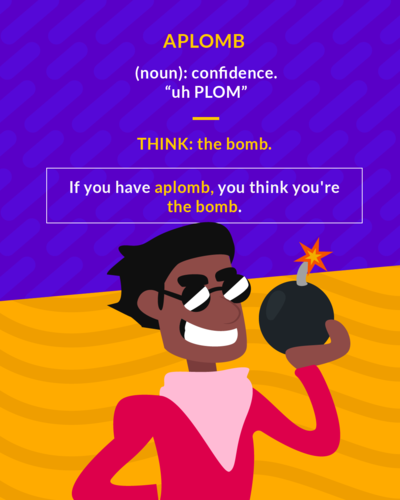 APLOMB
(noun): confidence.
“uh PLOM”
THINK: the bomb.
If you have aplomb, you think you're
the bomb.